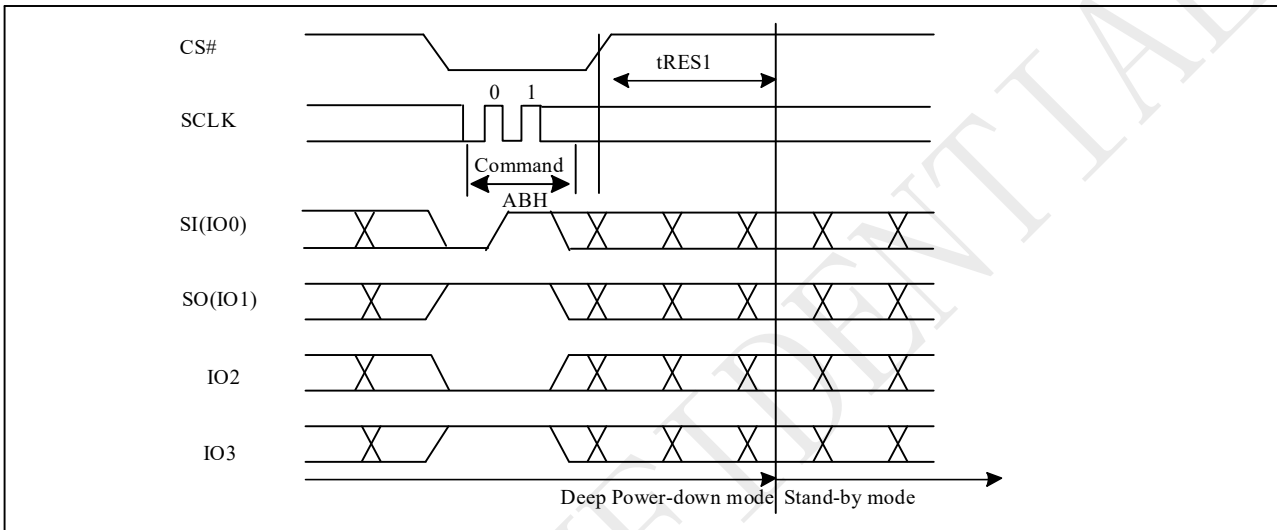 CS#
tRES1
0 1
SCLK
Command
ABH
SI(IO0)
SO(IO1)
IO2
IO3
Deep Power-down mode Stand-by mode
IDENTIAL